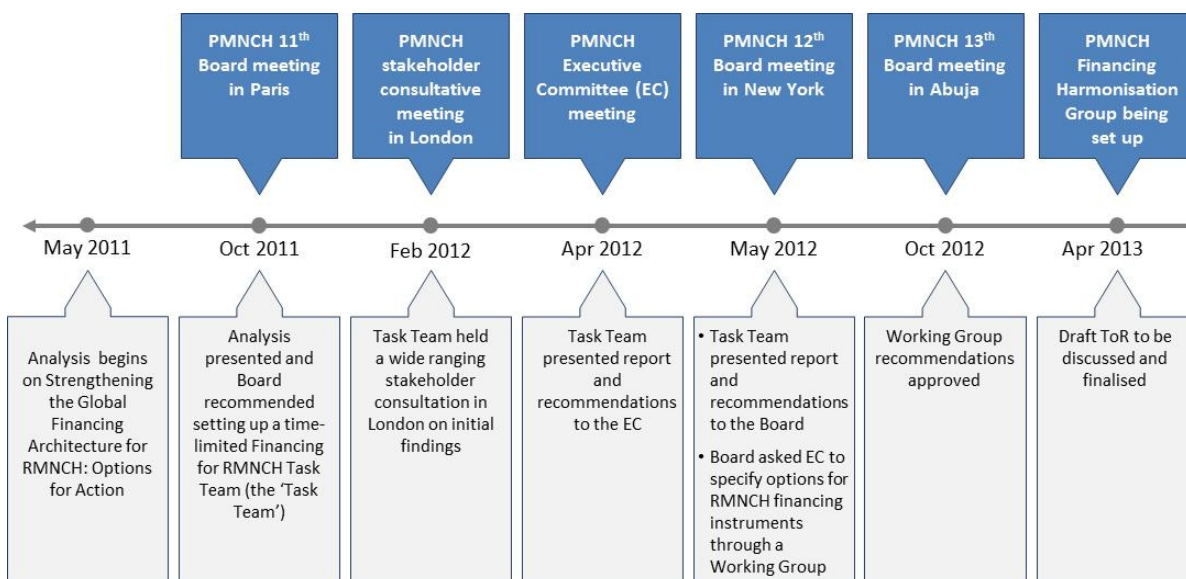 PMNCH 11th
Board meeting
in Paris
PMNCH
stakeholder
consultative
meeting
in London
PMNCH
Executive
Committee (EC)
meeting
PMNCH 12th
Board meeting
in New York
PMNCH 13th
Board meeting
in Abuja
PMNCH
Financing
Harmonisation
Group being
set up
May 2011
Oct 2011
Feb 2012
Apr 2012
May 2012
Oct 2012
Apr 2013
Analysis begins
on Strengthening
the Global
Financing
Architecture for
RMNCH: Options
for Action
Analysis
presented and
Board
recommended
setting up a time-
limited Financing
for RMNCH Task
Team (the ‘Task
Team’)
Task Team held
a wide ranging
stakeholder
consultation in
London on initial
findings
Task Team
presented report
and
recommendations
to the EC
• Task Team
presented report
and
recommendations
to the Board
• Board asked EC to
specify options for
RMNCH financing
instruments
through a
Working Group
Working Group
recommendations
approved
Draft ToR to be
discussed and
finalised